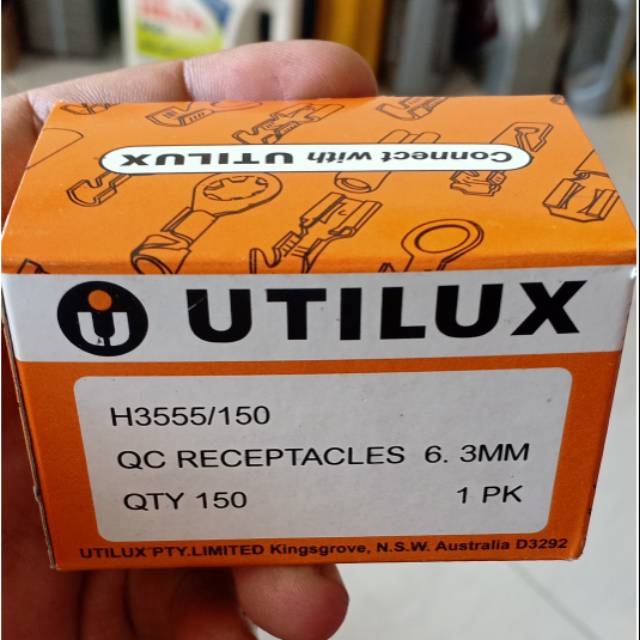 Connect with UTILUX
UTILUX
H3555/150
QC RECEPTACLES 6. 3MM
QTY 150 1 PK
UTILUX PTY.LIMITED Kingsgrove, N.S.W. Australia D3292